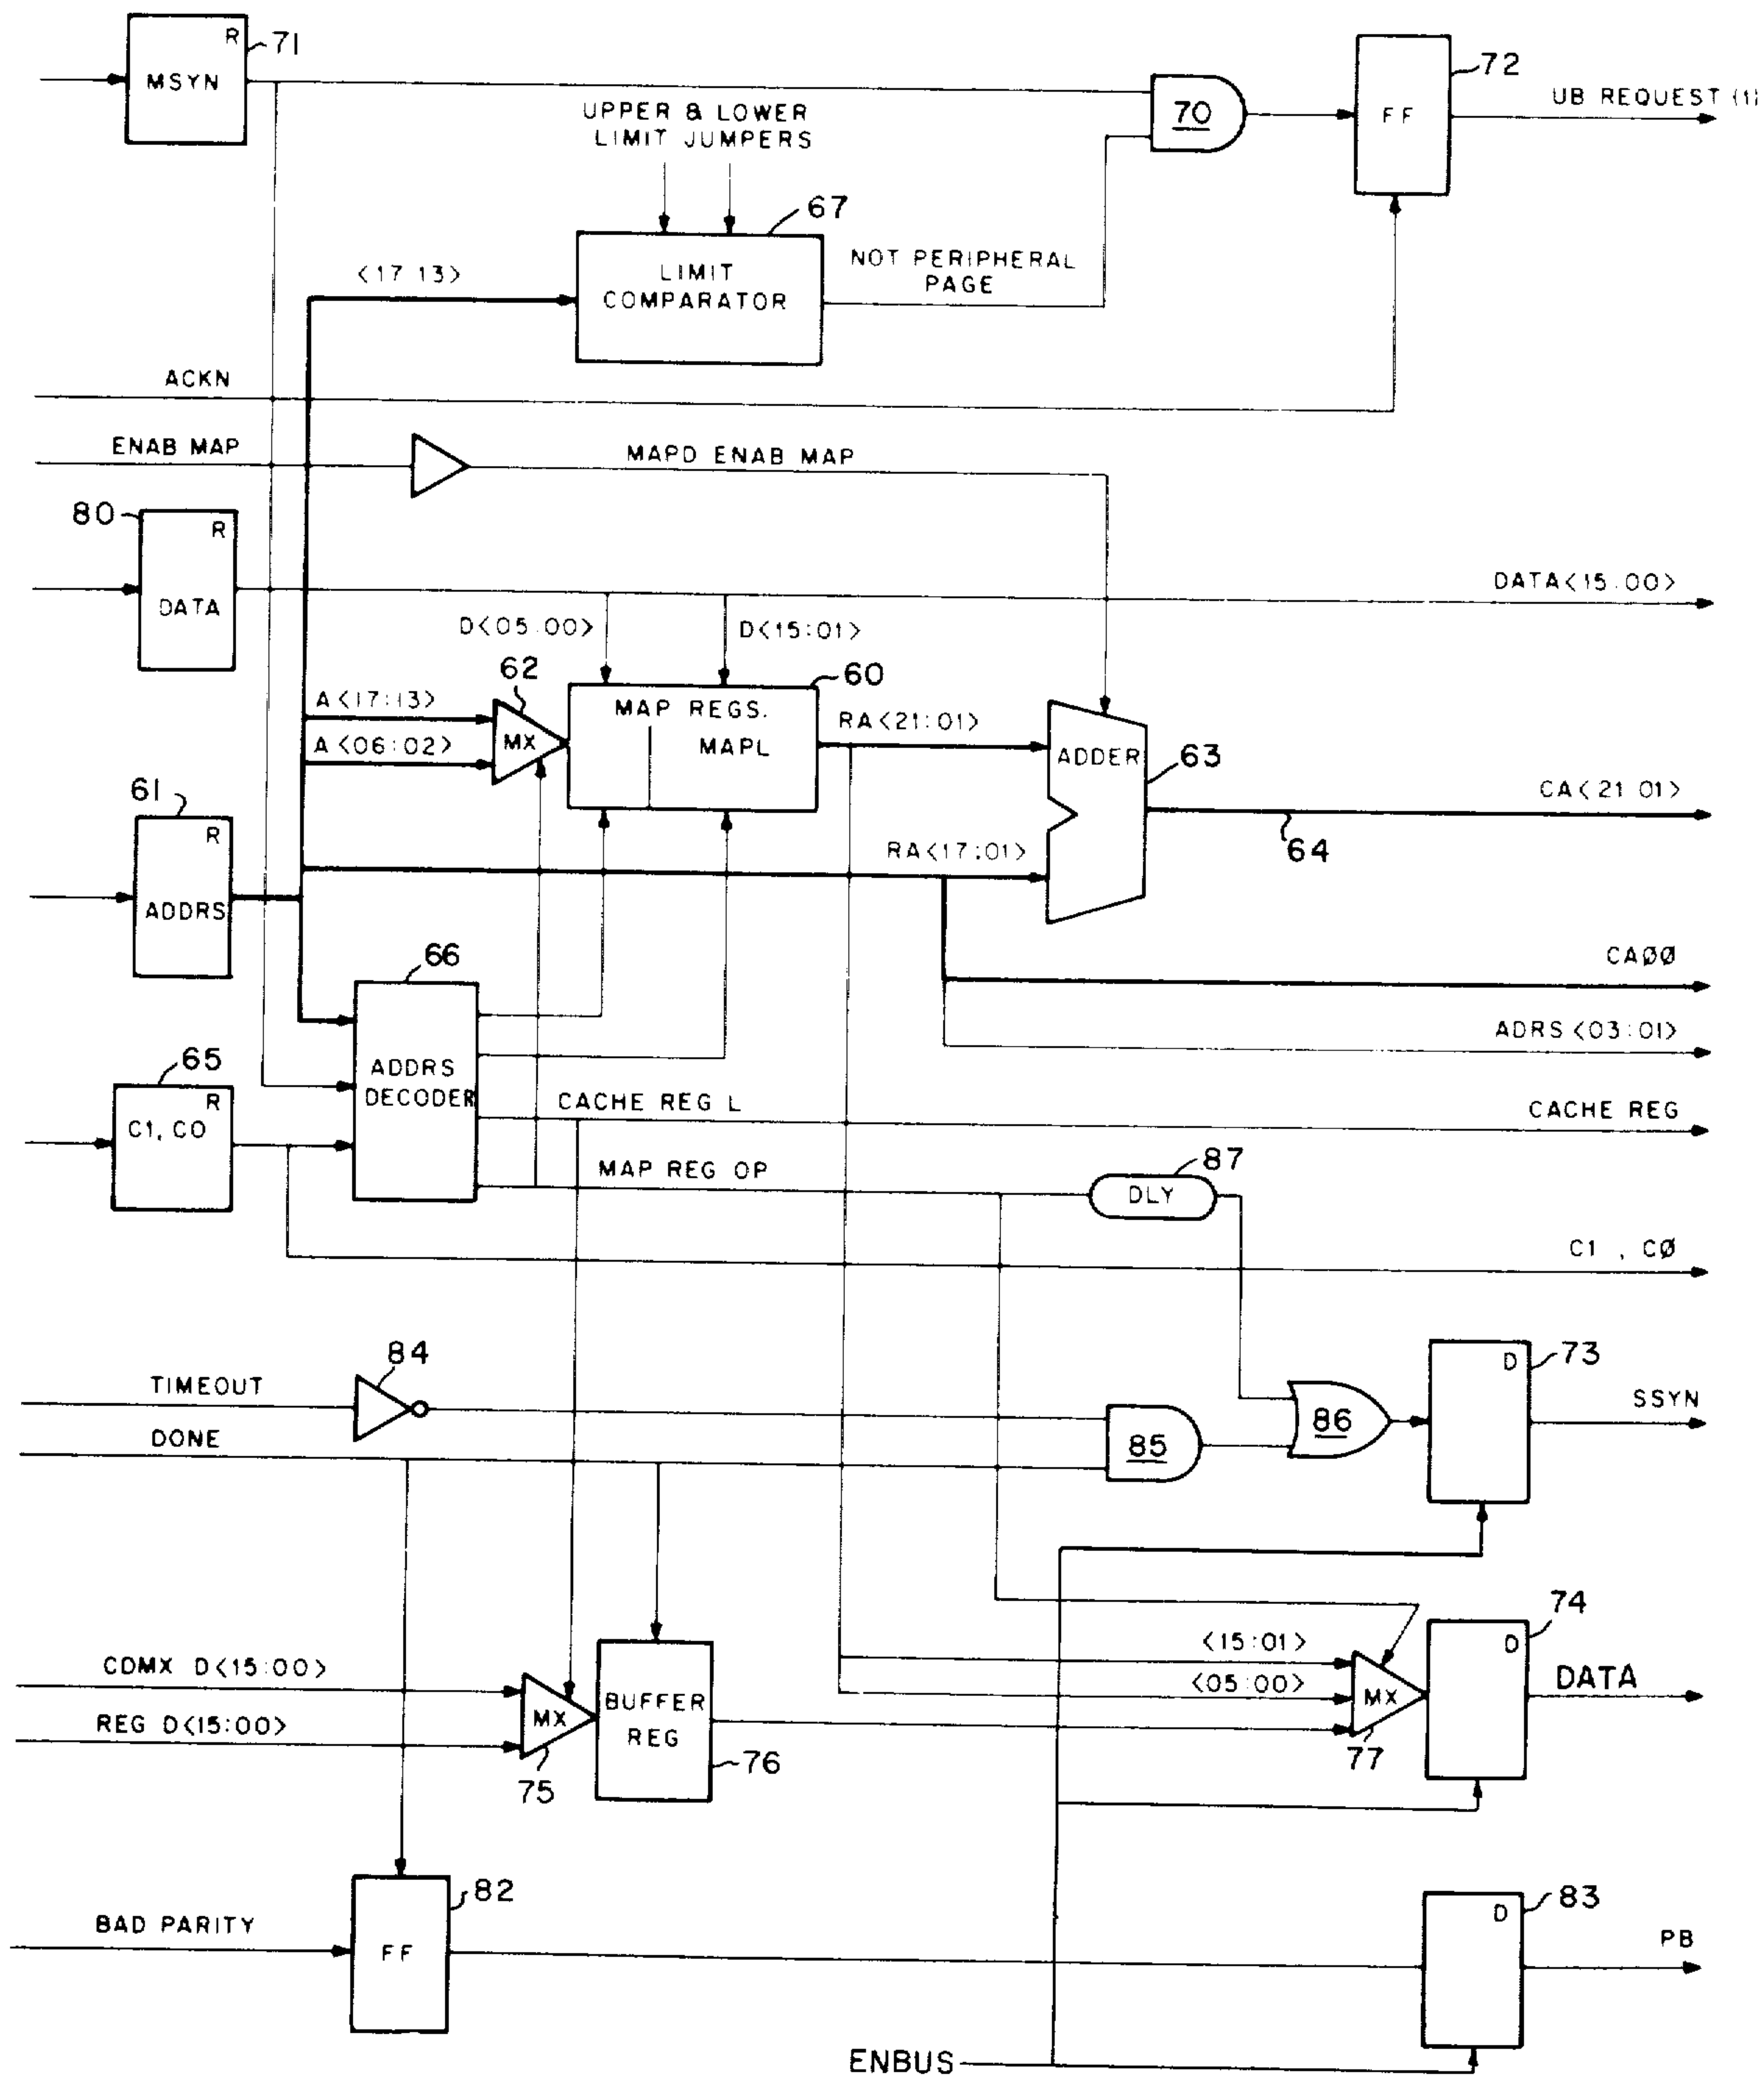 R
71
MSYN
UPPER & LOWER
LIMIT JUMPERS
70
72
FF
UB REQUEST (1)
67
<17 13>
LIMIT
COMPARATOR
NOT PERIPHERAL
PAGE
ACKN
ENAB MAP
MAPD ENAB MAP
80
R
DATA
DATA<15:00>
D<05:00>
D<15:01>
62
60
A<17:13>
A<06:02>
MX
MAP REGS.
MAPL
RA<21:01>
ADDER
63
CA<21 01>
64
61
R
ADDRS
RA<17:01>
66
CAØØ
ADRS<03:01>
65
R
C1, C0
ADDRS
DECODER
CACHE REG L
CACHE REG
MAP REG OP
87
DLY
C1 , CØ
84
TIMEOUT
DONE
85
86
D
73
SSYN
74
D
<15:01>
<05:00>
MX
77
DATA
CDMX D<15:00>
REG D<15:00>
MX
75
BUFFER
REG
76
82
BAD PARITY
FF
D
83
PB
ENBUS